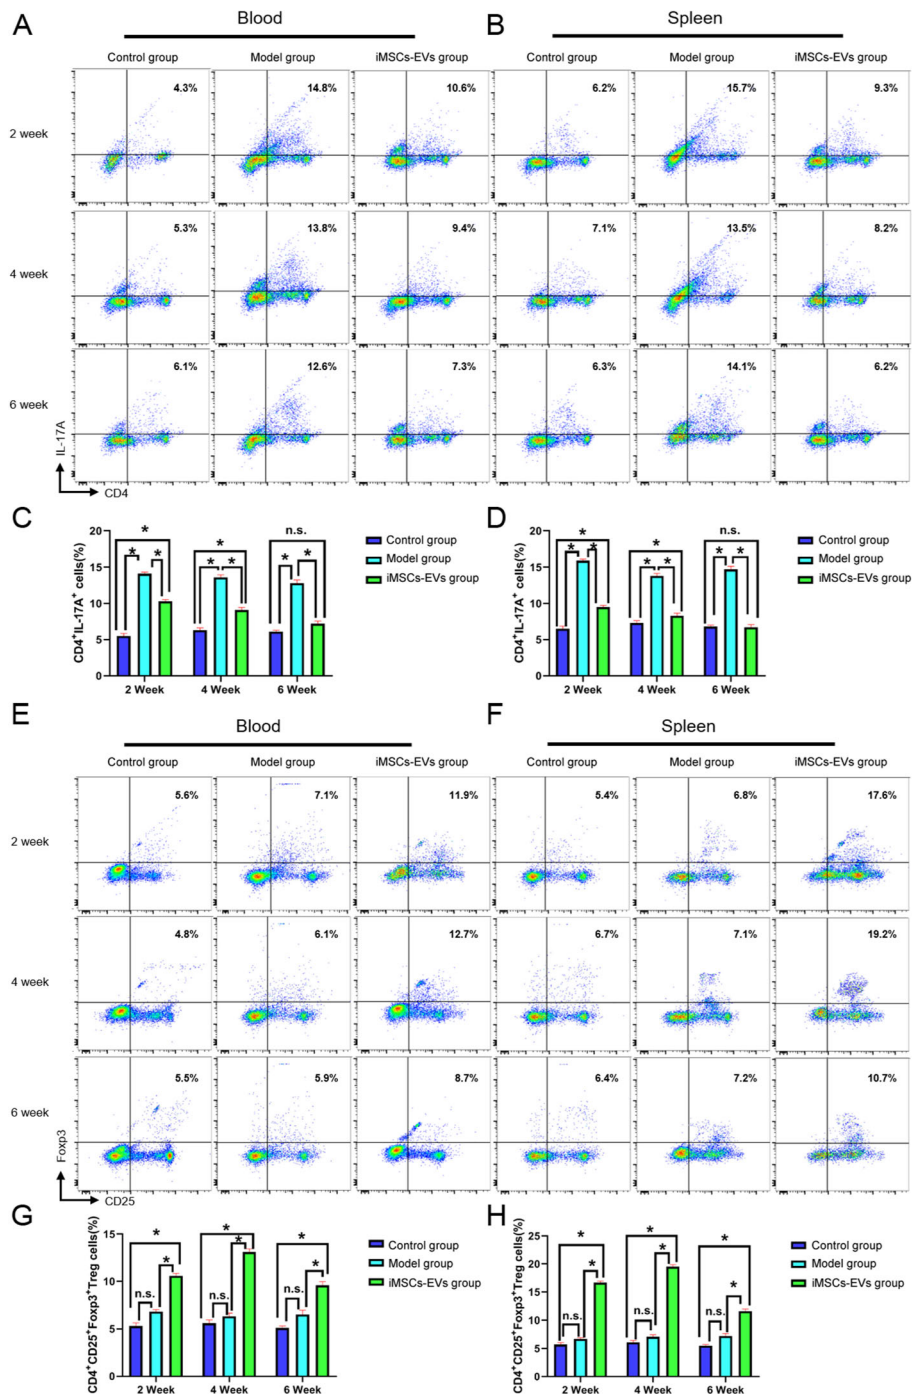 A
Blood
B
Spleen
Control group
Model group
iMSCs-EVs group
Control group
Model group
iMSCs-EVs group
2 week
4.3%
14.8%
10.6%
6.2%
15.7%
9.3%
4 week
5.3%
13.8%
9.4%
7.1%
13.5%
8.2%
6 week
6.1%
12.6%
7.3%
6.3%
14.1%
6.2%
IL-17A
CD4
C
CD4⁺IL-17A⁺ cells(%)
20
15
10
5
0
*
*
*
*
*
*
n.s.
*
*
2 Week
4 Week
6 Week
Control group
Model group
iMSCs-EVs group
D
CD4⁺IL-17A⁺ cells(%)
20
15
10
5
0
*
*
*
*
*
*
n.s.
*
*
2 Week
4 Week
6 Week
Control group
Model group
iMSCs-EVs group
E
Blood
F
Spleen
Control group
Model group
iMSCs-EVs group
Control group
Model group
iMSCs-EVs group
2 week
5.6%
7.1%
11.9%
5.4%
6.8%
17.6%
4 week
4.8%
6.1%
12.7%
6.7%
7.1%
19.2%
6 week
5.5%
5.9%
8.7%
6.4%
7.2%
10.7%
Foxp3
CD25
G
CD4⁺CD25⁺Foxp3⁺Treg cells(%)
15
10
5
0
*
*
n.s.
*
*
n.s.
*
*
n.s.
2 Week
4 Week
6 Week
Control group
Model group
iMSCs-EVs group
H
CD4⁺CD25⁺Foxp3⁺Treg cells(%)
25
20
15
10
5
0
*
*
n.s.
*
*
n.s.
*
*
n.s.
2 Week
4 Week
6 Week
Control group
Model group
iMSCs-EVs group